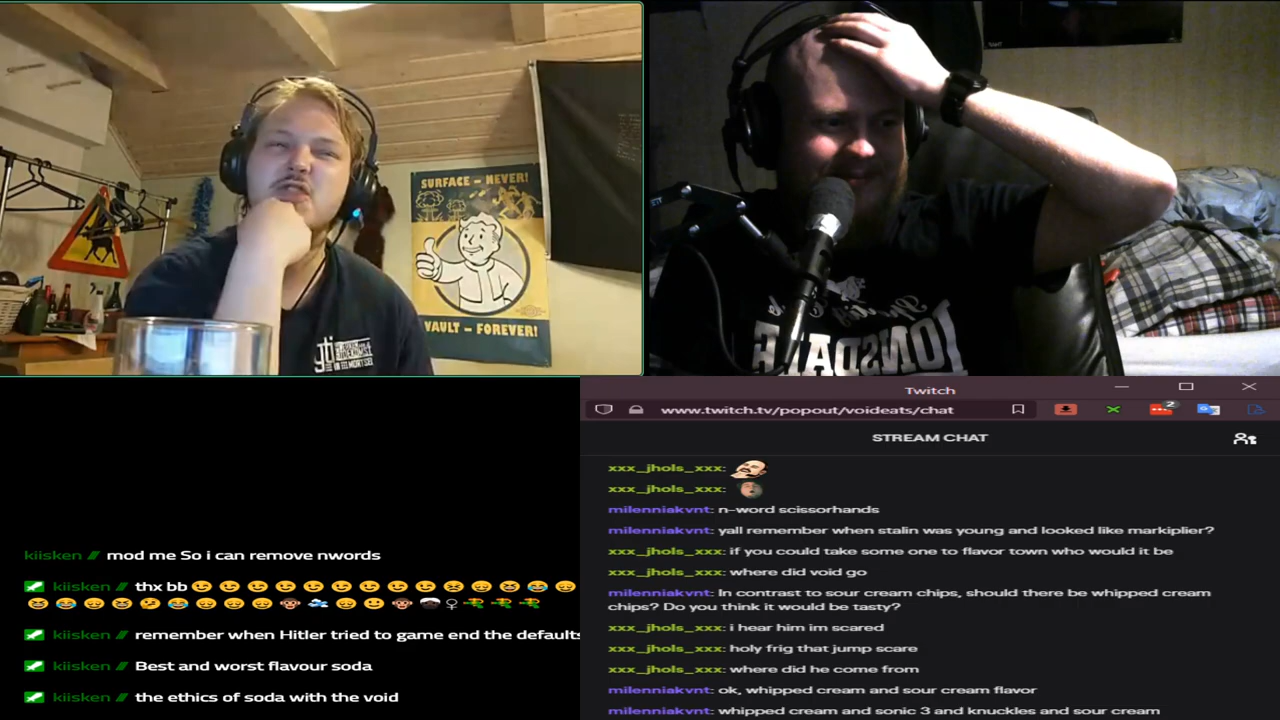 SURFACE – NEVER!
VAULT – FOREVER!
gti
LONSDALE
Twitch
www.twitch.tv/popout/voideats/chat
2
STREAM CHAT
xxx_jhols_xxx:
xxx_jhols_xxx:
milenniakvnt: n-word scissorhands
milenniakvnt: yall remember when stalin was young and looked like markiplier?
xxx_jhols_xxx: if you could take some one to flavor town who would it be
xxx_jhols_xxx: where did void go
milenniakvnt: In contrast to sour cream chips, should there be whipped cream
chips? Do you think it would be tasty?
xxx_jhols_xxx: i hear him im scared
xxx_jhols_xxx: holy frig that jump scare
xxx_jhols_xxx: where did he come from
milenniakvnt: ok, whipped cream and sour cream flavor
milenniakvnt: whipped cream and sonic 3 and knuckles and sour cream
kiisken // mod me So i can remove nwords
kiisken // thx bb 😉😉😉😉😉😉😉😉😉😣😔😆😂😔
😆😂😔😆🤧😂😔😔😔🐵💤😔🙂🐵
kiisken // remember when Hitler tried to game end the defaults
kiisken // Best and worst flavour soda
kiisken // the ethics of soda with the void